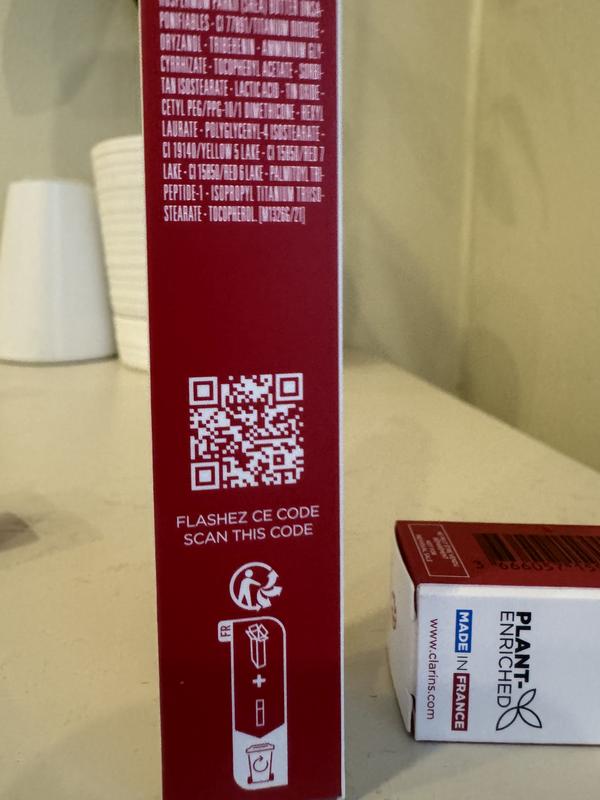 BUTTER UNSA-
PONIFIABLES • CI 77891/TITANIUM DIOXIDE •
ORYZANOL • TRIBEHENIN • AMMONIUM GLY-
CYRRHIZATE • TOCOPHERYL ACETATE • SORBI-
TAN ISOSTEARATE • LACTIC ACID • TIN OXIDE •
CETYL PEG/PPG-10/1 DIMETHICONE • HEXYL
LAURATE • POLYGLYCERYL-4 ISOSTEARATE •
CI 19140/YELLOW 5 LAKE • CI 15850/RED 7
LAKE • CI 15850/RED 6 LAKE • PALMITOYL TRI-
PEPTIDE-1 • ISOPROPYL TITANIUM TRIISO-
STEARATE • TOCOPHEROL. [M13266/21]
FLASHEZ CE CODE
SCAN THIS CODE
FR
+
PLANT-
ENRICHED
MADE IN FRANCE
www.clarins.com